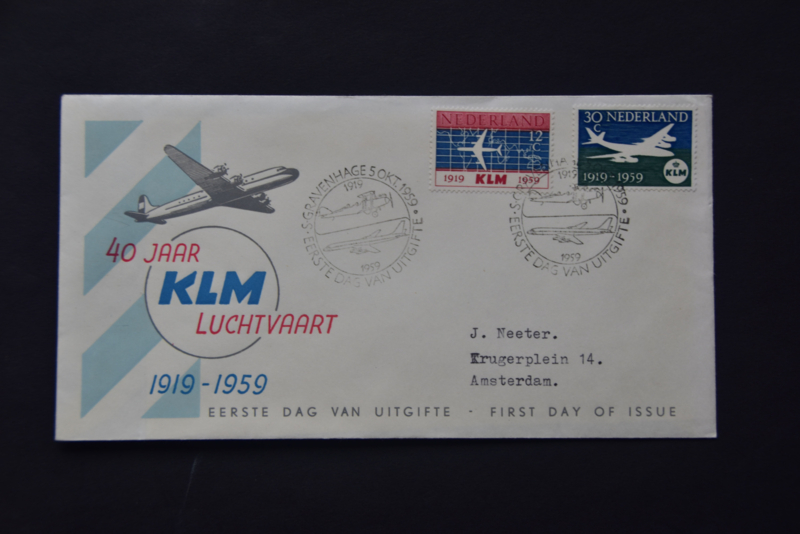 NEDERLAND
12
C
1919 KLM 1959
30 NEDERLAND
C
1919-1959
KLM
'S-GRAVENHAGE 5 OKT. 1959
1919
1959
EERSTE DAG VAN UITGIFTE
1959
1919
1959
EERSTE DAG VAN UITGIFTE
40 JAAR
KLM
LUCHTVAART
1919-1959
J. Neeter.
Krugerplein 14.
Amsterdam.
EERSTE DAG VAN UITGIFTE - FIRST DAY OF ISSUE